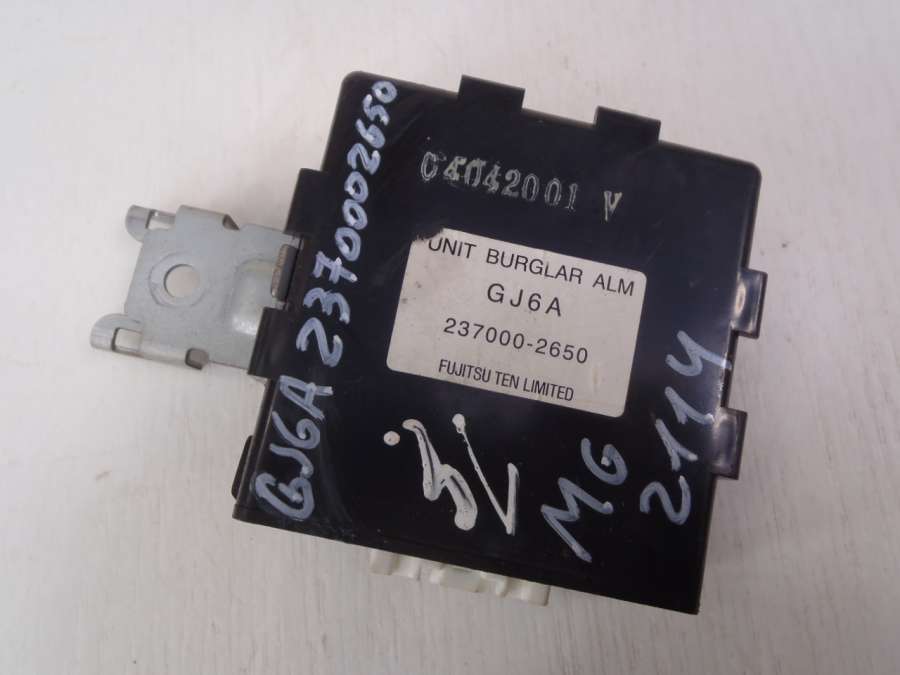 C4042001 V
UNIT BURGLAR ALM
GJ6A
237000-2650
FUJITSU TEN LIMITED
GJ6A 2370002650
MG
2114